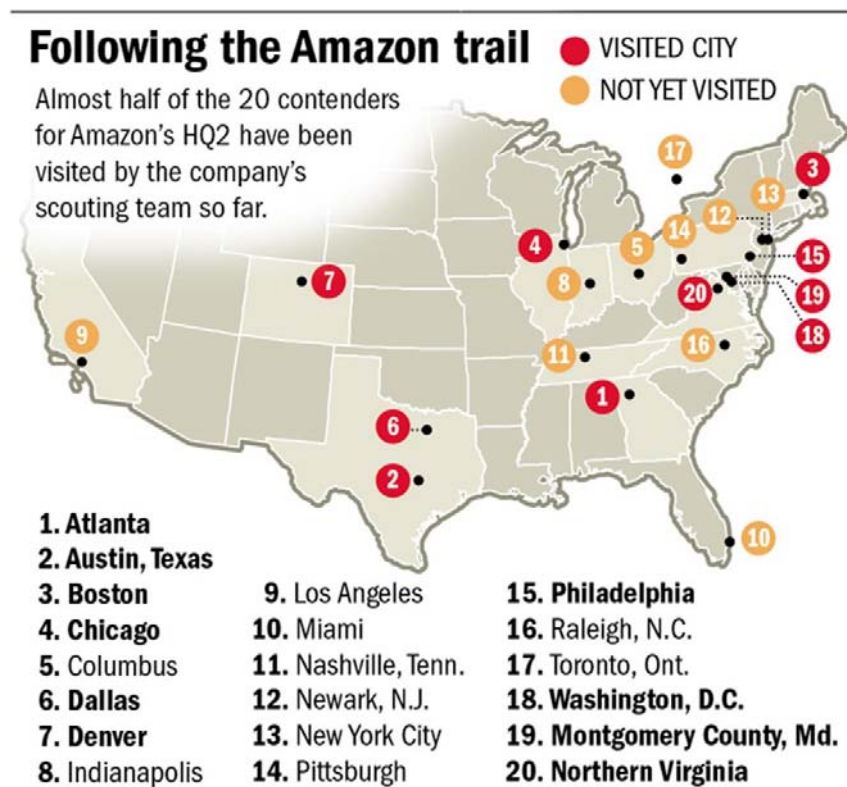 Following the Amazon trail
VISITED CITY
NOT YET VISITED
Almost half of the 20 contenders
for Amazon's HQ2 have been
visited by the company's
scouting team so far.
17
3
13
12
14
5
4
15
8
7
20
19
18
9
16
11
1
6
2
10
1. Atlanta
2. Austin, Texas
3. Boston
4. Chicago
5. Columbus
6. Dallas
7. Denver
8. Indianapolis
9. Los Angeles
10. Miami
11. Nashville, Tenn.
12. Newark, N.J.
13. New York City
14. Pittsburgh
15. Philadelphia
16. Raleigh, N.C.
17. Toronto, Ont.
18. Washington, D.C.
19. Montgomery County, Md.
20. Northern Virginia